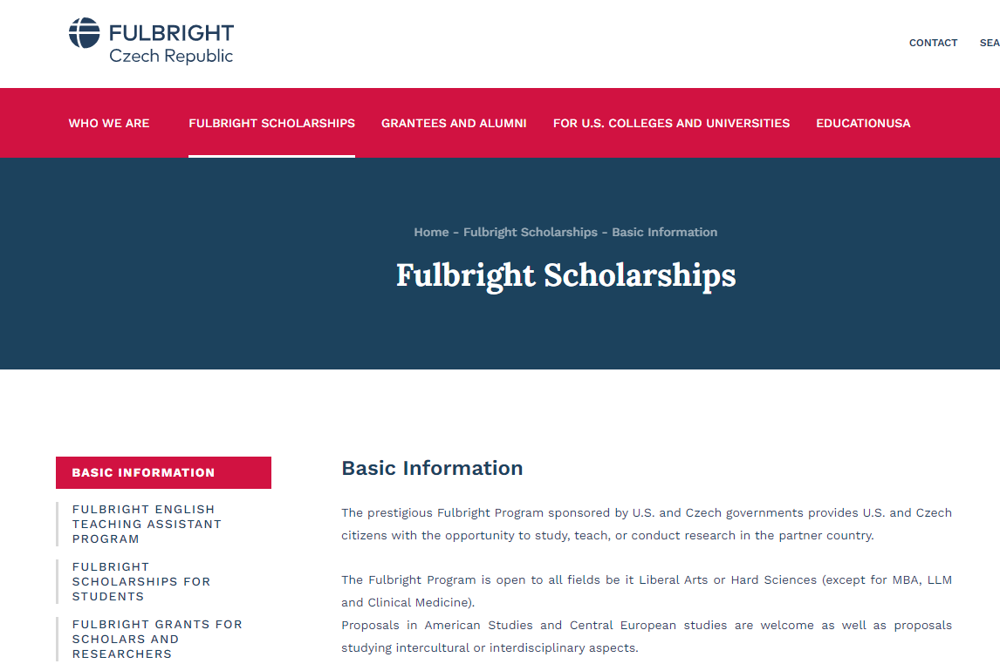 FULBRIGHT
Czech Republic
CONTACT
SEA
WHO WE ARE
FULBRIGHT SCHOLARSHIPS
GRANTEES AND ALUMNI
FOR U.S. COLLEGES AND UNIVERSITIES
EDUCATIONUSA
Home - Fulbright Scholarships - Basic Information
Fulbright Scholarships
BASIC INFORMATION
FULBRIGHT ENGLISH
TEACHING ASSISTANT
PROGRAM
FULBRIGHT
SCHOLARSHIPS FOR
STUDENTS
FULBRIGHT GRANTS FOR
SCHOLARS AND
RESEARCHERS
Basic Information
The prestigious Fulbright Program sponsored by U.S. and Czech governments provides U.S. and Czech
citizens with the opportunity to study, teach, or conduct research in the partner country.
The Fulbright Program is open to all fields be it Liberal Arts or Hard Sciences (except for MBA, LLM
and Clinical Medicine).
Proposals in American Studies and Central European studies are welcome as well as proposals
studying intercultural or interdisciplinary aspects.